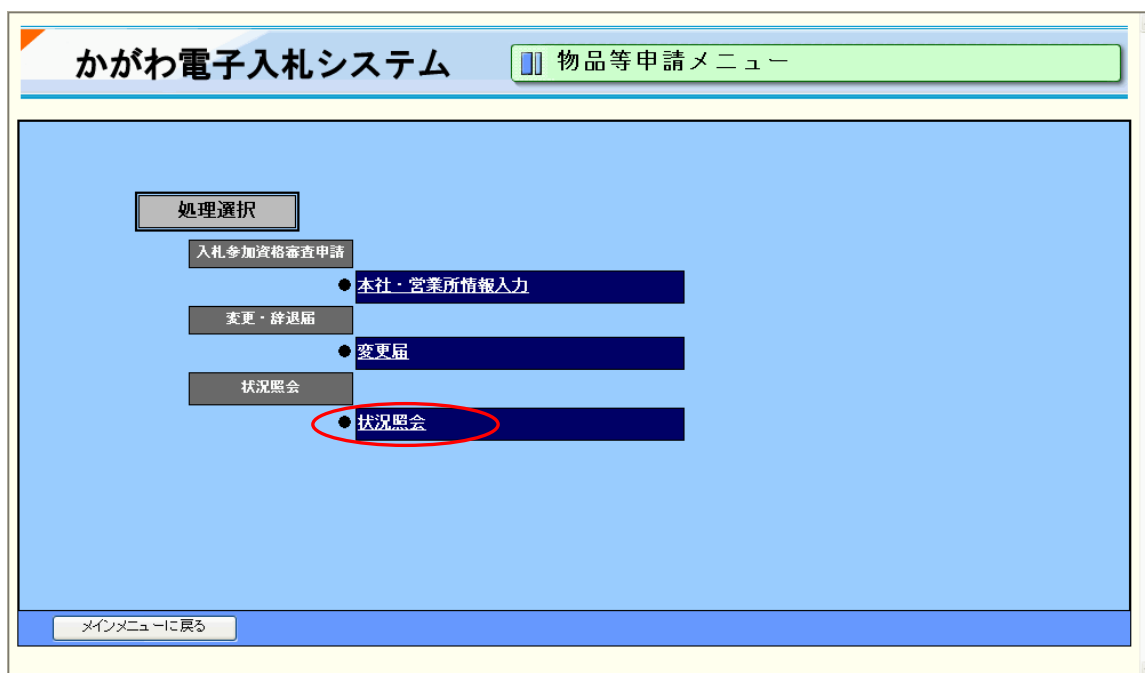 かがわ電子入札システム 物品等申請メニュー
処理選択
入札参加資格審査申請
本社・営業所情報入力
変更・辞退届
変更届
状況照会
状況照会
メインメニューに戻る